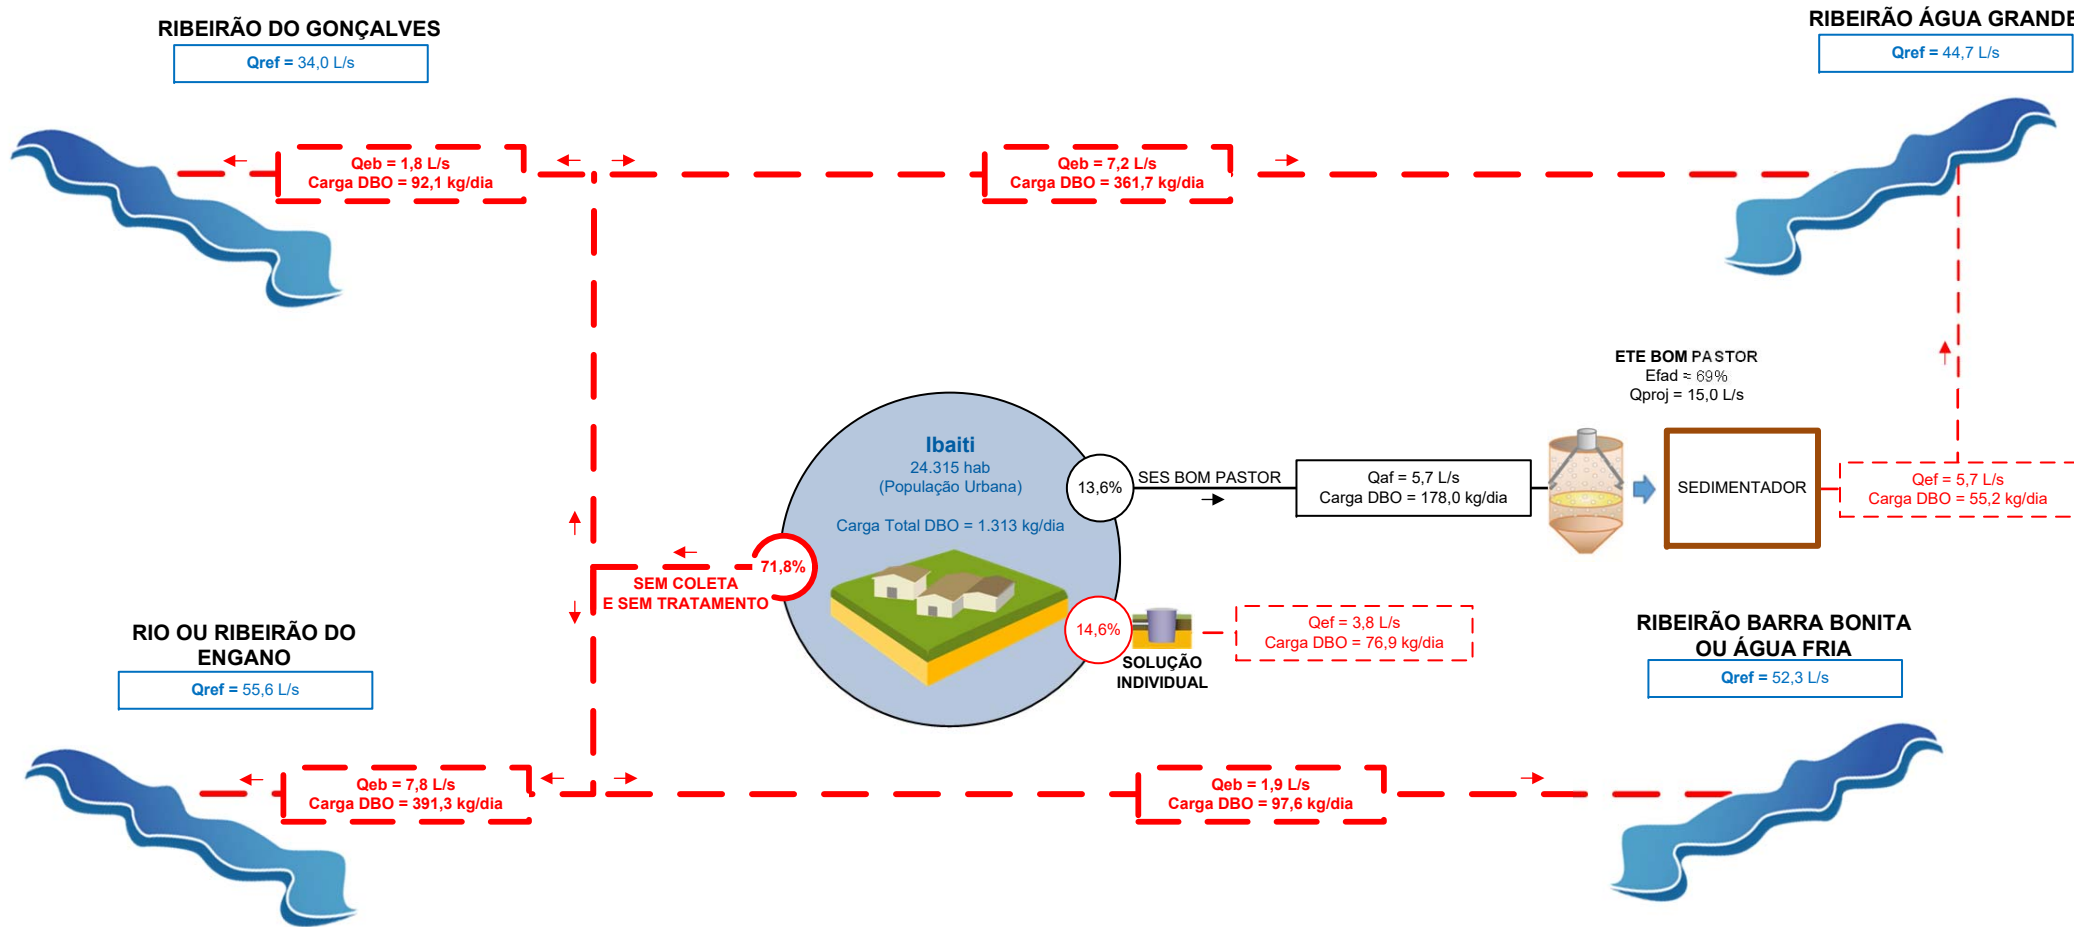 RIBEIRÃO DO GONÇALVES
Qref = 34,0 L/s
RIBEIRÃO ÁGUA GRANDE
Qref = 44,7 L/s
Qeb = 1,8 L/s
Carga DBO = 92,1 kg/dia
Qeb = 7,2 L/s
Carga DBO = 361,7 kg/dia
ETE BOM PASTOR
Efad = 69%
Qproj = 15,0 L/s
Ibaiti
24.315 hab
(População Urbana)
Carga Total DBO = 1.313 kg/dia
13,6%
SES BOM PASTOR
Qaf = 5,7 L/s
Carga DBO = 178,0 kg/dia
SEDIMENTADOR
Qef = 5,7 L/s
Carga DBO = 55,2 kg/dia
71,8%
SEM COLETA
E SEM TRATAMENTO
14,6%
SOLUÇÃO
INDIVIDUAL
Qef = 3,8 L/s
Carga DBO = 76,9 kg/dia
RIO OU RIBEIRÃO DO
ENGANO
Qref = 55,6 L/s
RIBEIRÃO BARRA BONITA
OU ÁGUA FRIA
Qref = 52,3 L/s
Qeb = 7,8 L/s
Carga DBO = 391,3 kg/dia
Qeb = 1,9 L/s
Carga DBO = 97,6 kg/dia